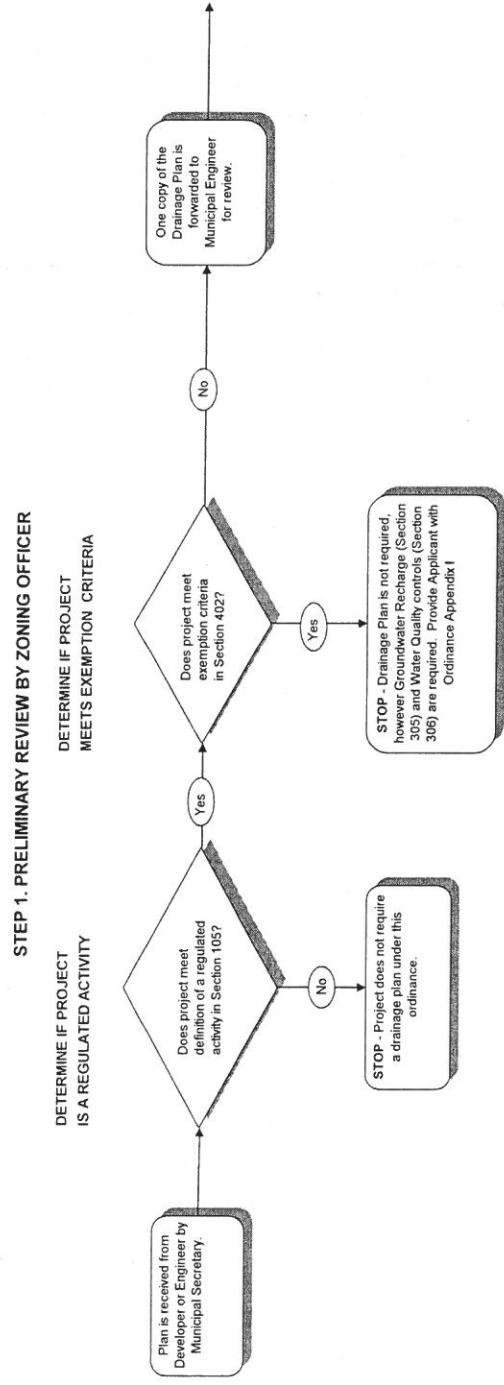 STEP 1. PRELIMINARY REVIEW BY ZONING OFFICER
DETERMINE IF PROJECT
IS A REGULATED ACTIVITY
DETERMINE IF PROJECT
MEETS EXEMPTION CRITERIA
Plan is received from
Developer or Engineer by
Municipal Secretary.
Does project meet
definition of a regulated
activity in Section 105?
Yes
No
STOP - Project does not require
a drainage plan under this
ordinance.
Does project meet
exemption criteria
in Section 402?
No
Yes
STOP - Drainage Plan is not required,
however Groundwater Recharge (Section
305) and Water Quality controls (Section
306) are required. Provide Applicant with
Ordinance Appendix I
One copy of the
Drainage Plan is
forwarded to
Municipal Engineer
for review.